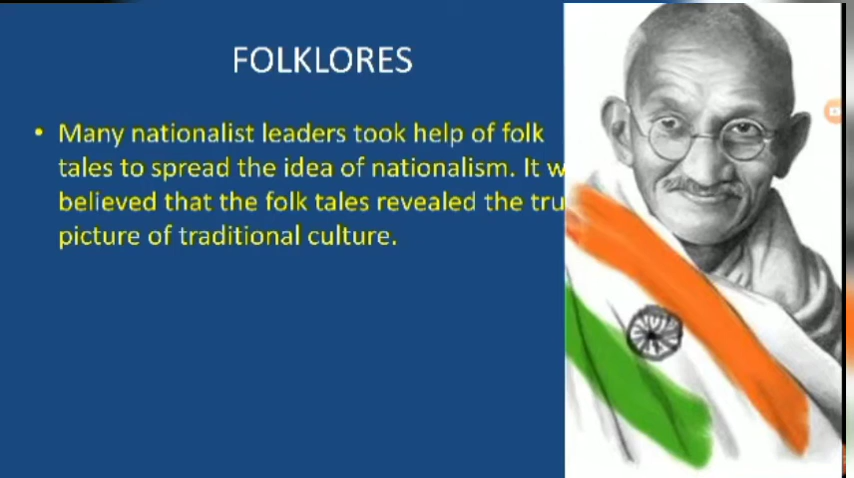 FOLKLORES
• Many nationalist leaders took help of folk
tales to spread the idea of nationalism. It w
believed that the folk tales revealed the tru
picture of traditional culture.